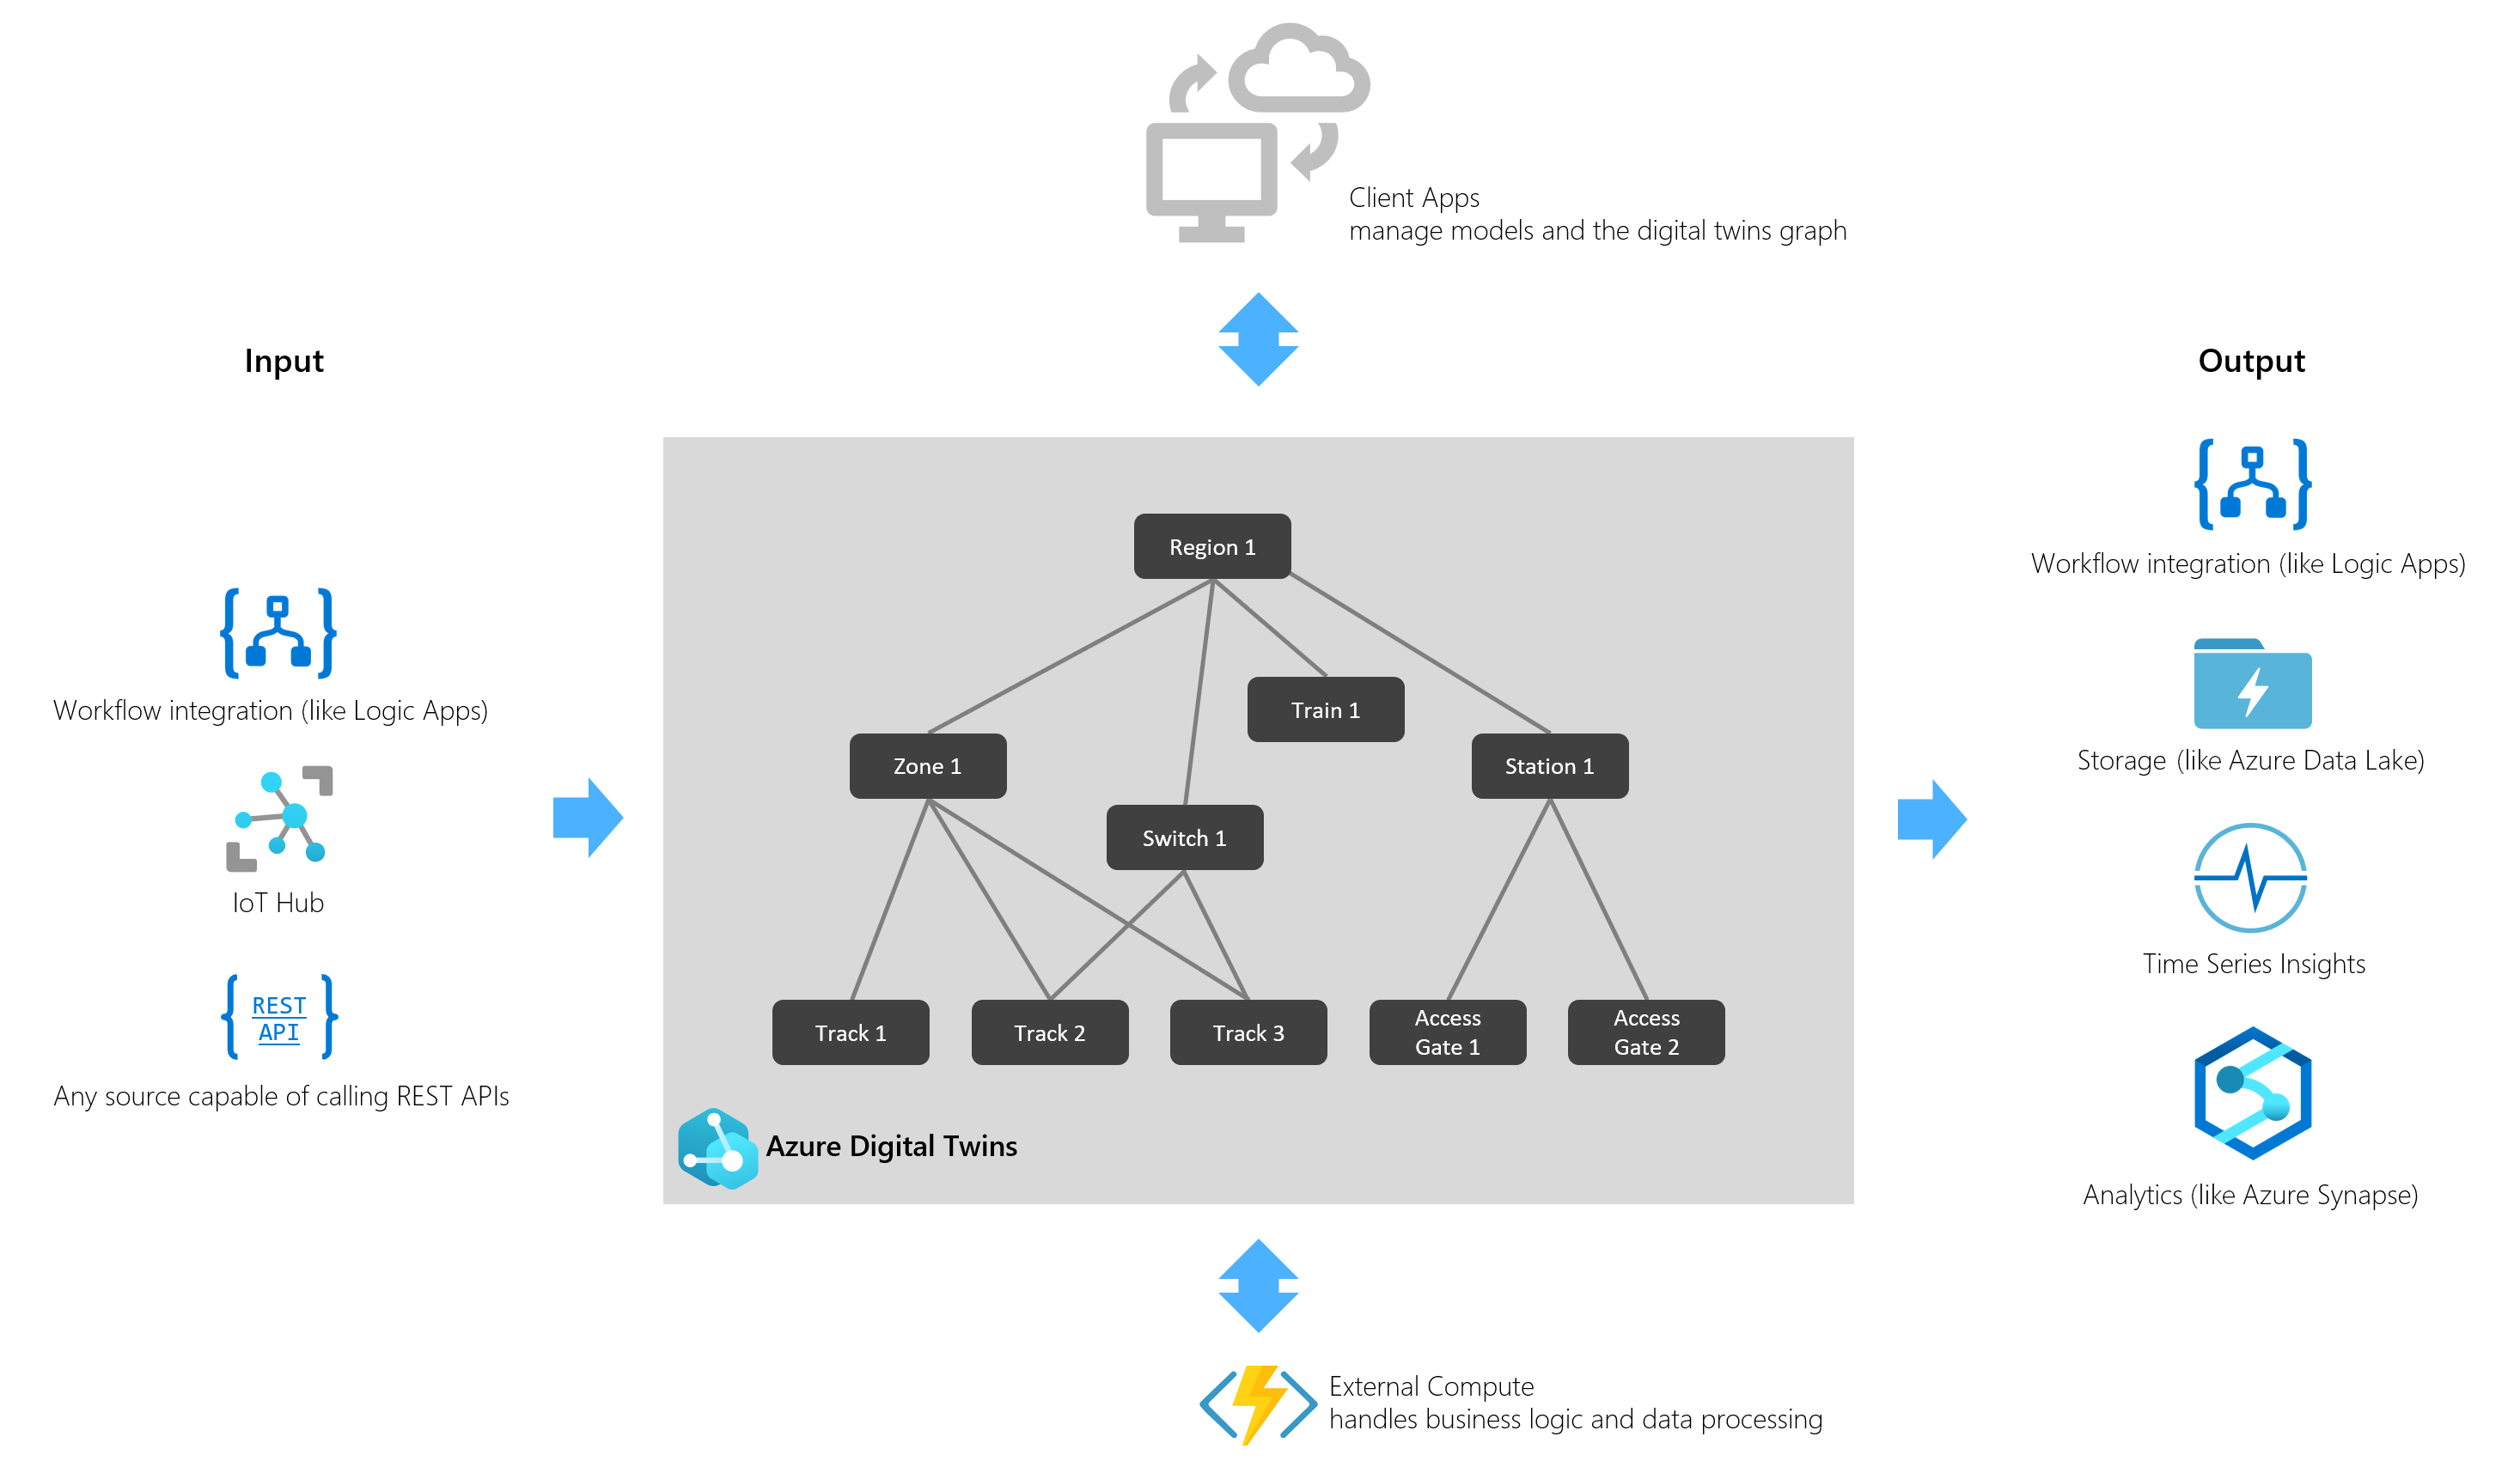 Client Apps
manage models and the digital twins graph
Input
Output
Region 1
Workflow integration (like Logic Apps)
Workflow integration (like Logic Apps)
Train 1
Zone 1
Station 1
Storage (like Azure Data Lake)
Switch 1
IoT Hub
Time Series Insights
REST
API
Track 1
Track 2
Track 3
Access
Gate 1
Access
Gate 2
Any source capable of calling REST APIs
Azure Digital Twins
Analytics (like Azure Synapse)
External Compute
handles business logic and data processing